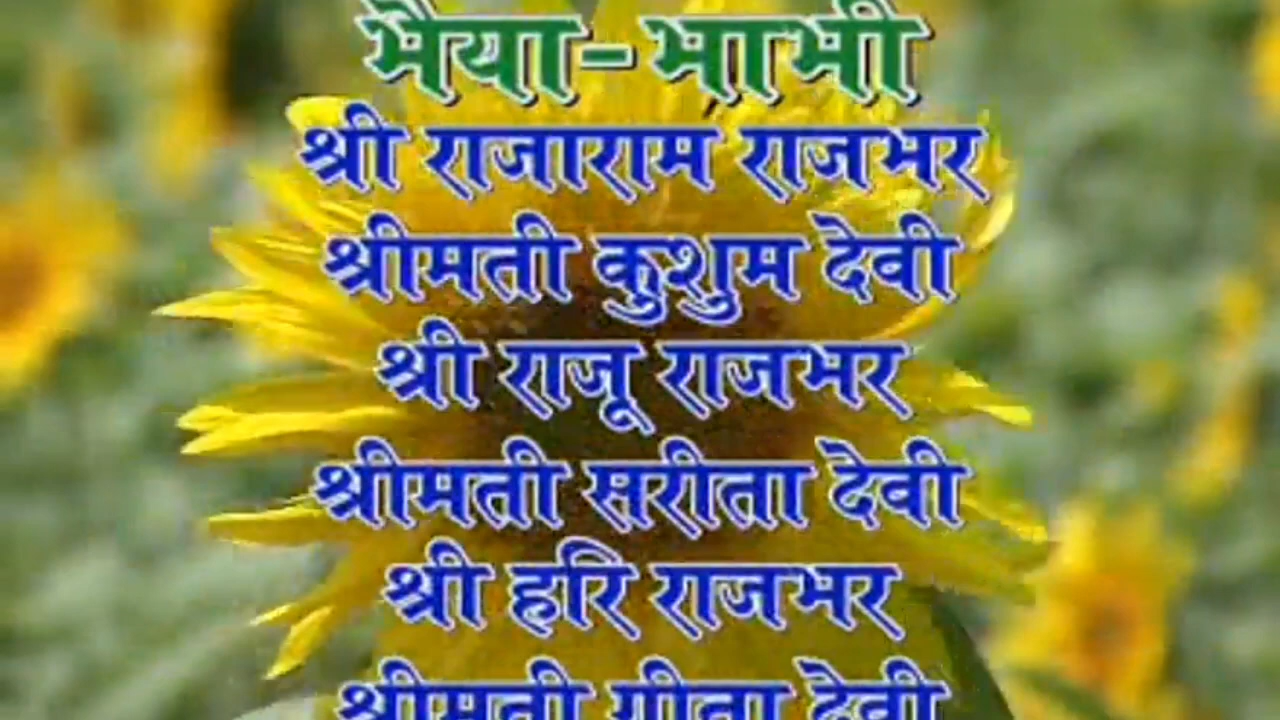 भैया-भाभी
श्री राजाराम राजभर
श्रीमती कुशुम देवी
श्री राजू राजभर
श्रीमती सरीता देवी
श्री हरि राजभर
श्रीमती गीता देवी